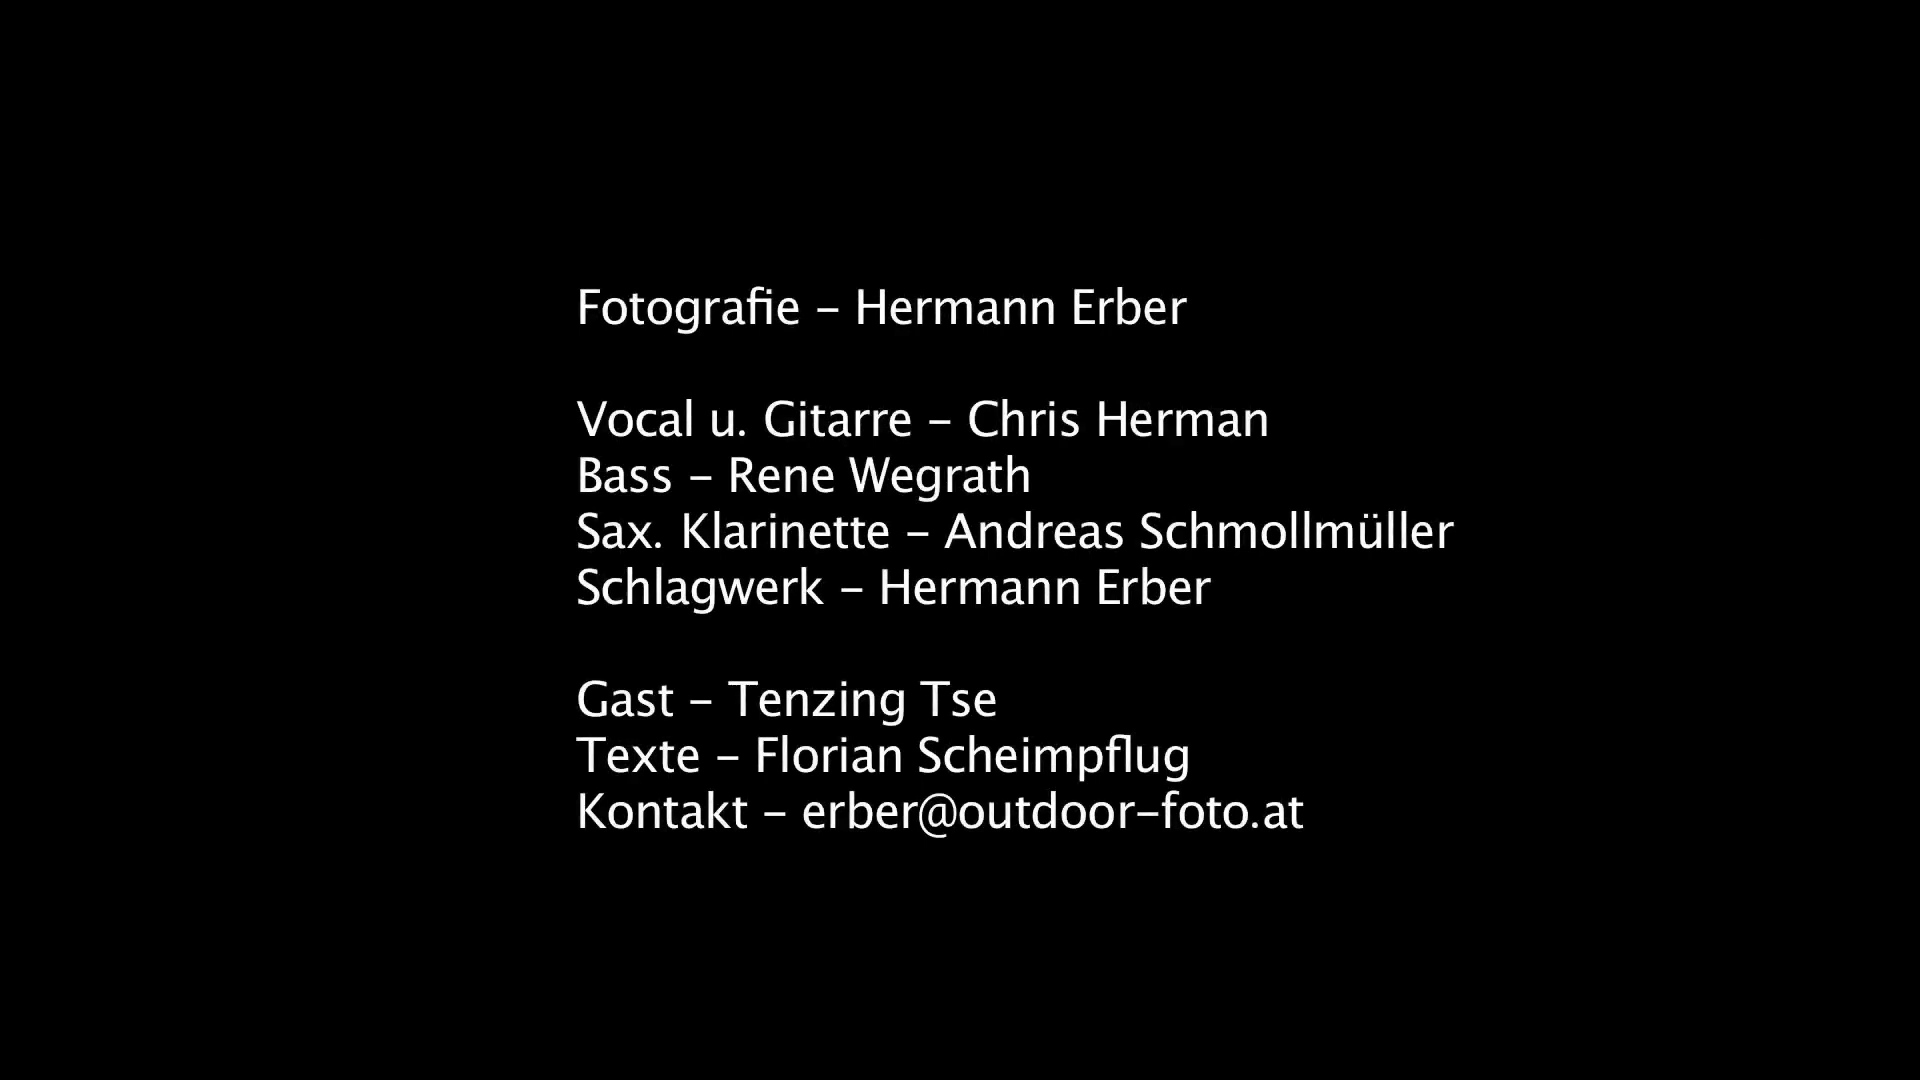 Fotografie – Hermann Erber
Vocal u. Gitarre – Chris Herman
Bass – Rene Wegrath
Sax. Klarinette – Andreas Schmollmüller
Schlagwerk – Hermann Erber
Gast – Tenzing Tse
Texte – Florian Scheimpflug
Kontakt – erber@outdoor-foto.at